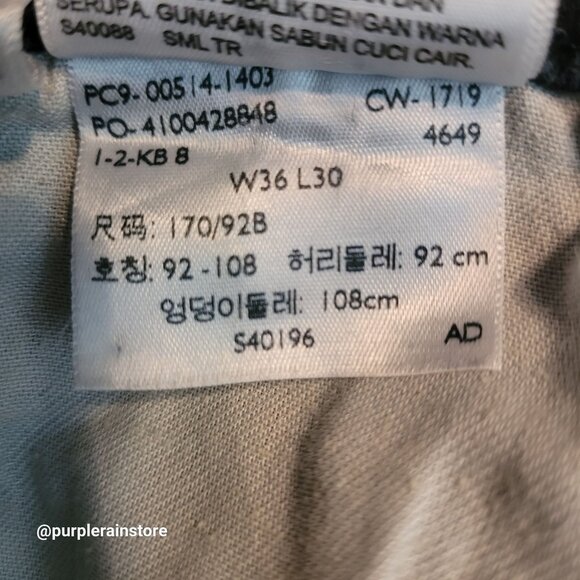 SERUPA. GUNAKAN SABUN CUCI CAIR.
S40088 SML TR
PC9-00514-1403 CW-1719
PO-4100428848 4649
1-2-KB 8
W36 L30
尺码: 170/92B
호칭: 92 -108 허리둘레: 92 cm
엉덩이둘레: 108cm
S40196 AD
@purplerainstore